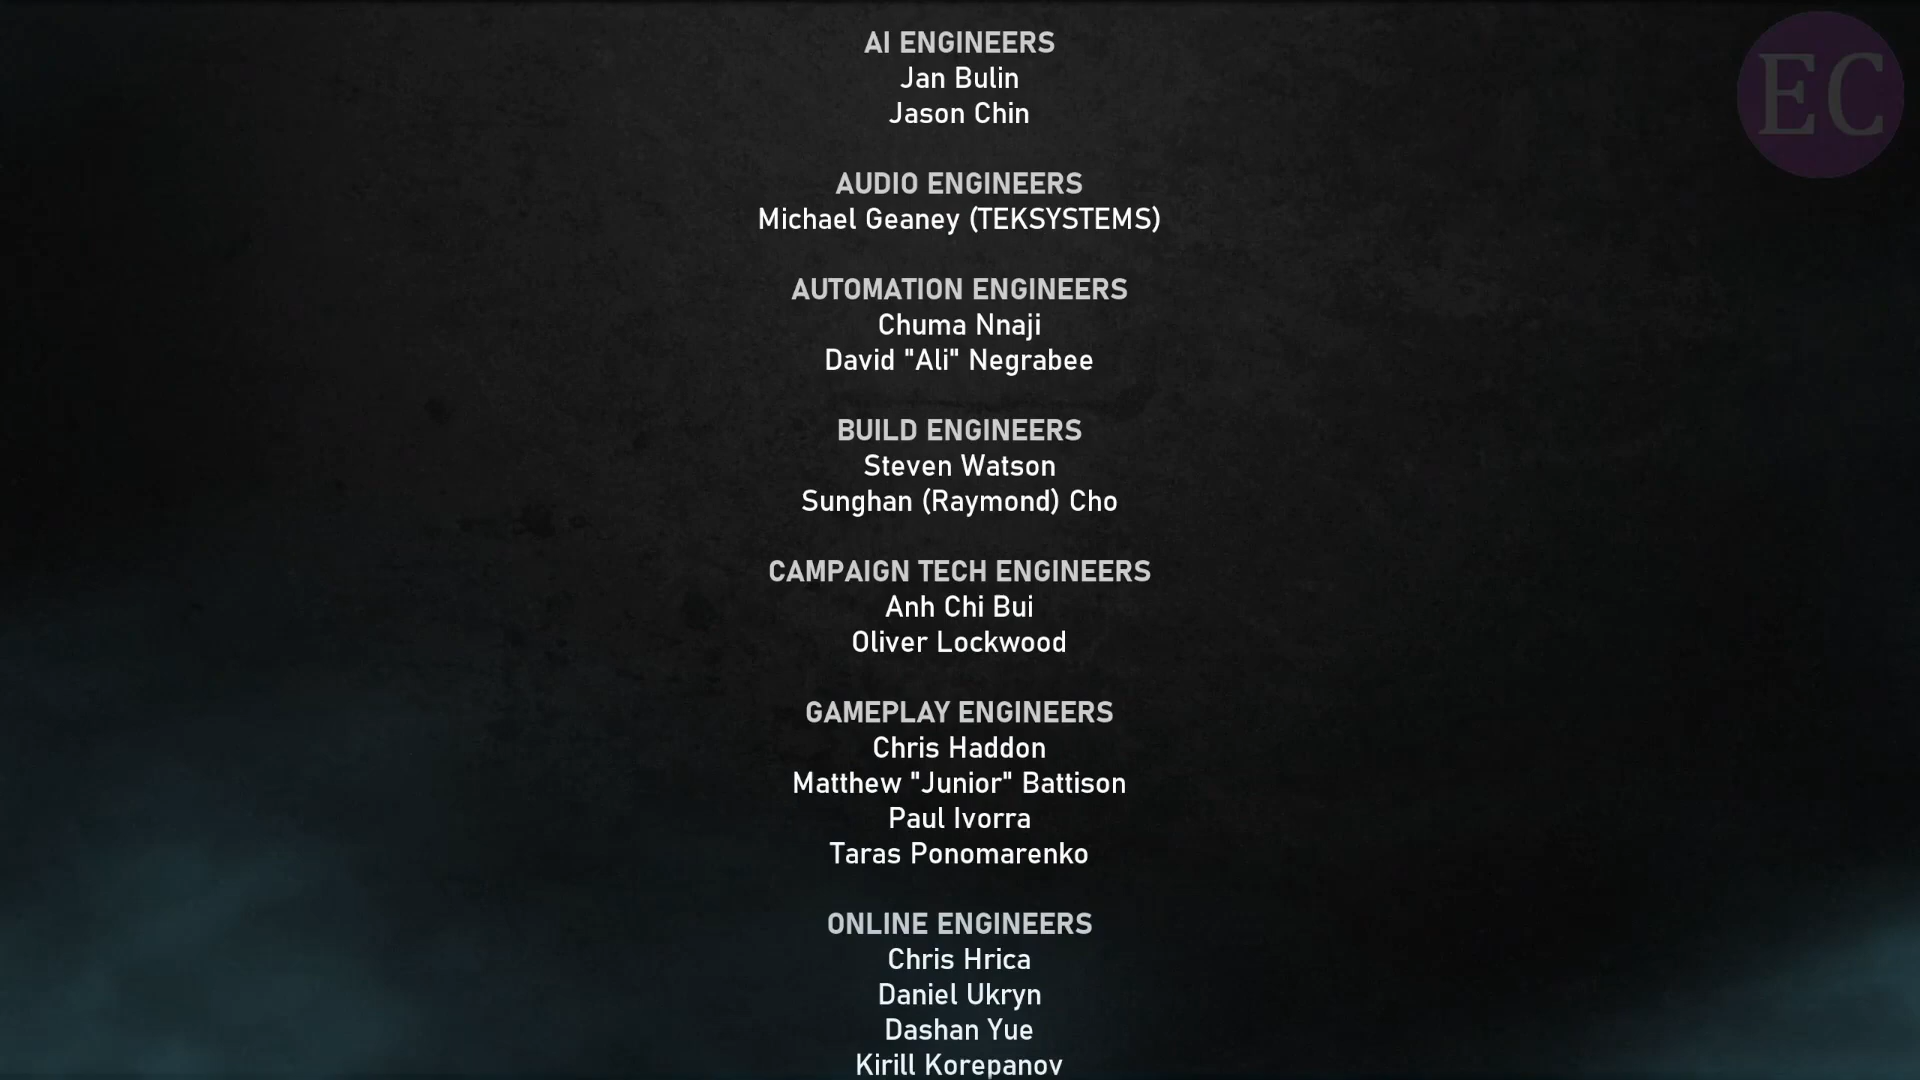 AI ENGINEERS
Jan Bulin
Jason Chin
EC
AUDIO ENGINEERS
Michael Geaney (TEKSYSTEMS)
AUTOMATION ENGINEERS
Chuma Nnaji
David "Ali" Negrabee
BUILD ENGINEERS
Steven Watson
Sunghan (Raymond) Cho
CAMPAIGN TECH ENGINEERS
Anh Chi Bui
Oliver Lockwood
GAMEPLAY ENGINEERS
Chris Haddon
Matthew "Junior" Battison
Paul Ivorra
Taras Ponomarenko
ONLINE ENGINEERS
Chris Hrica
Daniel Ukryn
Dashan Yue
Kirill Korepanov